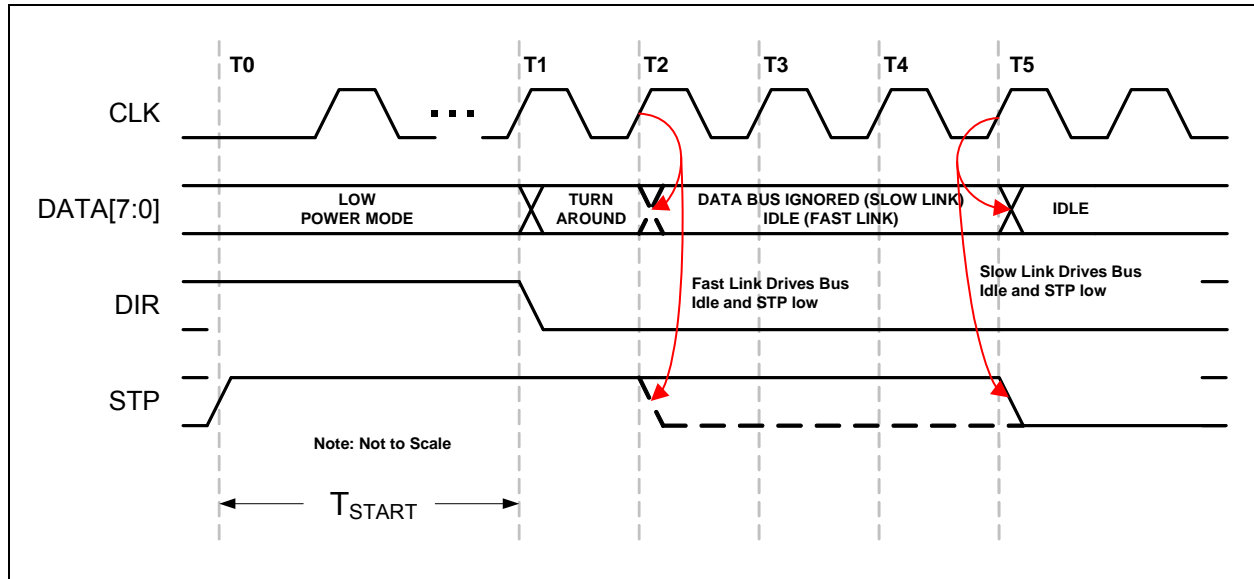 T0 T1 T2 T3 T4 T5
CLK
DATA[7:0]
LOW
POWER MODE
TURN
AROUND
DATA BUS IGNORED (SLOW LINK)
IDLE (FAST LINK)
IDLE
DIR
Fast Link Drives Bus
Idle and STP low
Slow Link Drives Bus
Idle and STP low
STP
Note: Not to Scale
TSTART